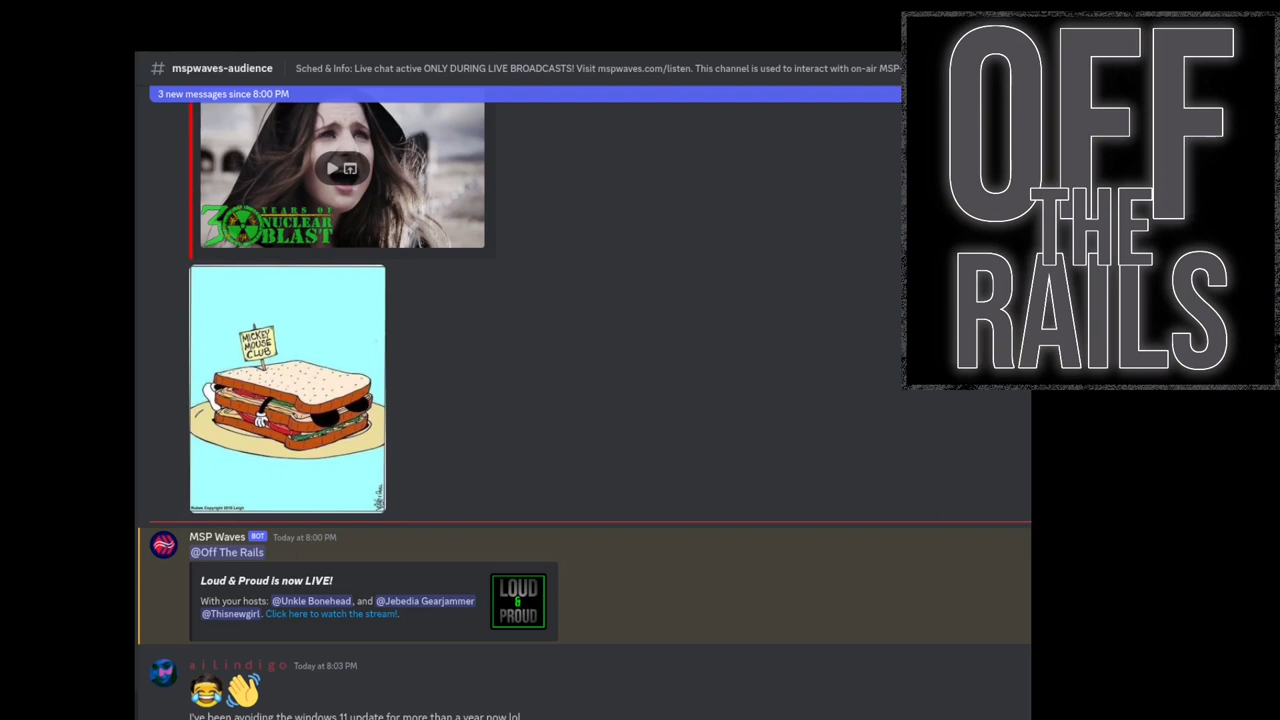 mspwaves-audience
Sched & Info: Live chat active ONLY DURING LIVE BROADCASTS! Visit mspwaves.com/listen. This channel is used to interact with on-air MSP-
3 new messages since 8:00 PM
30 YEARS OF
NUCLEAR
BLAST
MICKEY
MOUSE
CLUB
MSP Waves BOT Today at 8:00 PM
@Off The Rails
Loud & Proud is now LIVE!
With your hosts: @Unkle Bonehead, and @Jebedia Gearjammer
@Thisnewgirl. Click here to watch the stream!.
LOUD
&
PROUD
a i L i n d i g o Today at 8:03 PM
I've been avoiding the windows 11 update for more than a year now lol
OFF
THE
RAILS